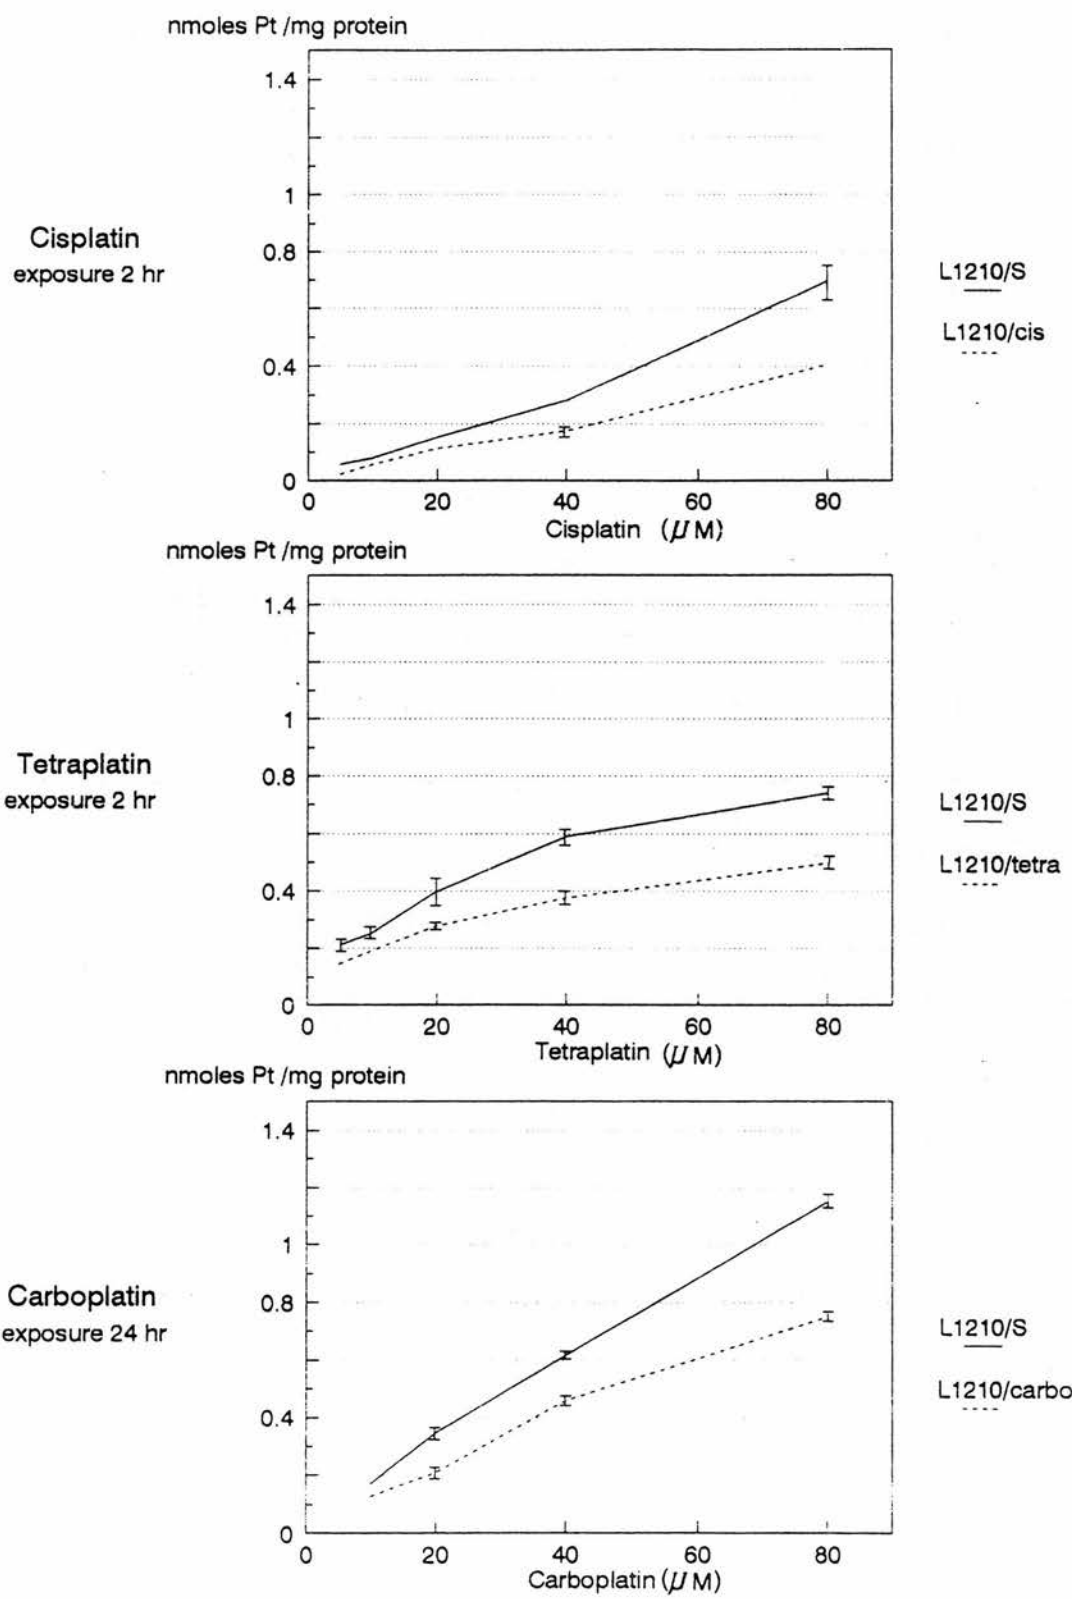 nmoles Pt /mg protein
1.4
1
0.8
0.4
0
Cisplatin
exposure 2 hr
L1210/S
L1210/cis
0 20 40 60 80
Cisplatin (μM)
nmoles Pt /mg protein
1.4
1
0.8
0.4
0
Tetraplatin
exposure 2 hr
L1210/S
L1210/tetra
0 20 40 60 80
Tetraplatin (μM)
nmoles Pt /mg protein
1.4
1
0.8
0.4
0
Carboplatin
exposure 24 hr
L1210/S
L1210/carbo
0 20 40 60 80
Carboplatin (μM)